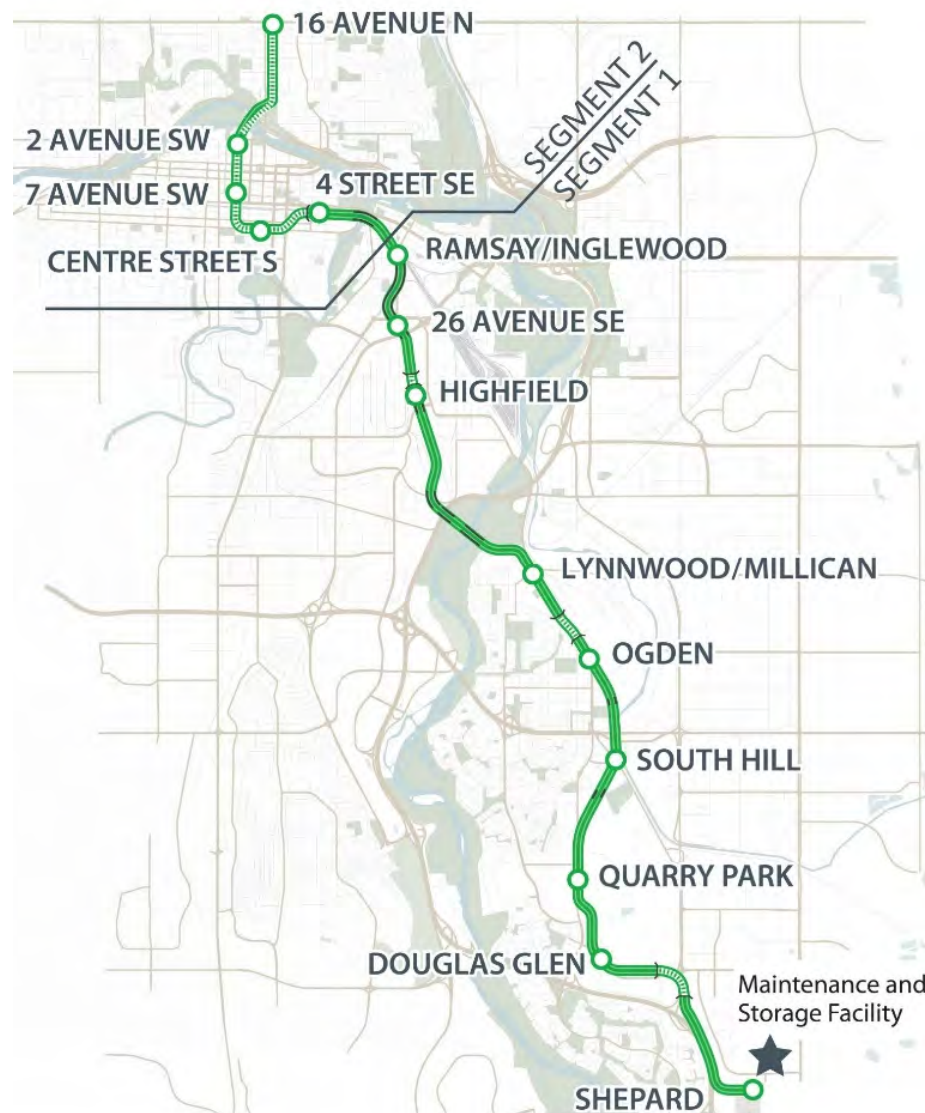 16 AVENUE N
SEGMENT 2
SEGMENT 1
2 AVENUE SW
7 AVENUE SW
4 STREET SE
CENTRE STREET S
RAMSAY/INGLEWOOD
26 AVENUE SE
HIGHFIELD
LYNNWOOD/MILLICAN
OGDEN
SOUTH HILL
QUARRY PARK
DOUGLAS GLEN
Maintenance and
Storage Facility
SHEPARD